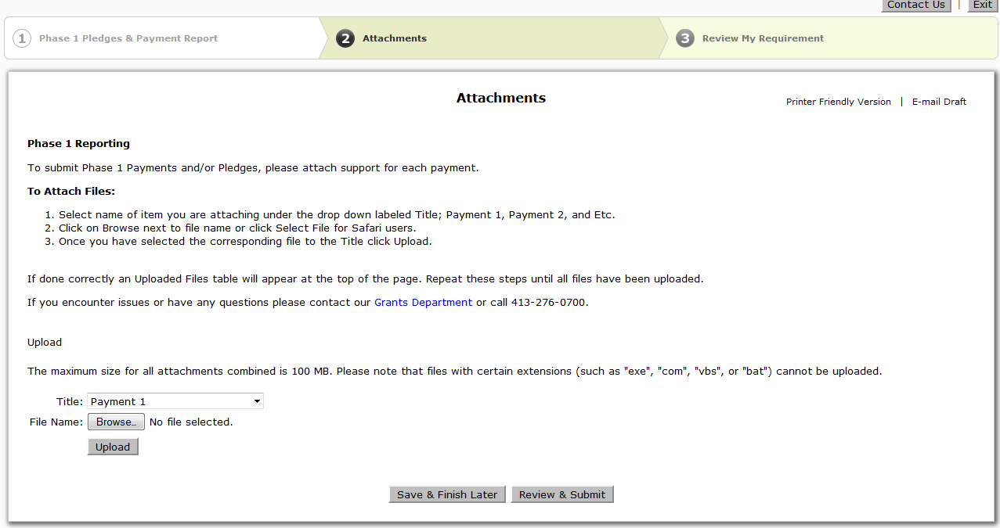 Contact Us | Exit
1 Phase 1 Pledges & Payment Report 2 Attachments 3 Review My Requirement
Attachments
Printer Friendly Version | E-mail Draft
Phase 1 Reporting
To submit Phase 1 Payments and/or Pledges, please attach support for each payment.
To Attach Files:
1. Select name of item you are attaching under the drop down labeled Title; Payment 1, Payment 2, and Etc.
2. Click on Browse next to file name or click Select File for Safari users.
3. Once you have selected the corresponding file to the Title click Upload.
If done correctly an Uploaded Files table will appear at the top of the page. Repeat these steps until all files have been uploaded.
If you encounter issues or have any questions please contact our Grants Department or call 413-276-0700.
Upload
The maximum size for all attachments combined is 100 MB. Please note that files with certain extensions (such as "exe", "com", "vbs", or "bat") cannot be uploaded.
Title: Payment 1
File Name: Browse... No file selected.
Upload
Save & Finish Later Review & Submit